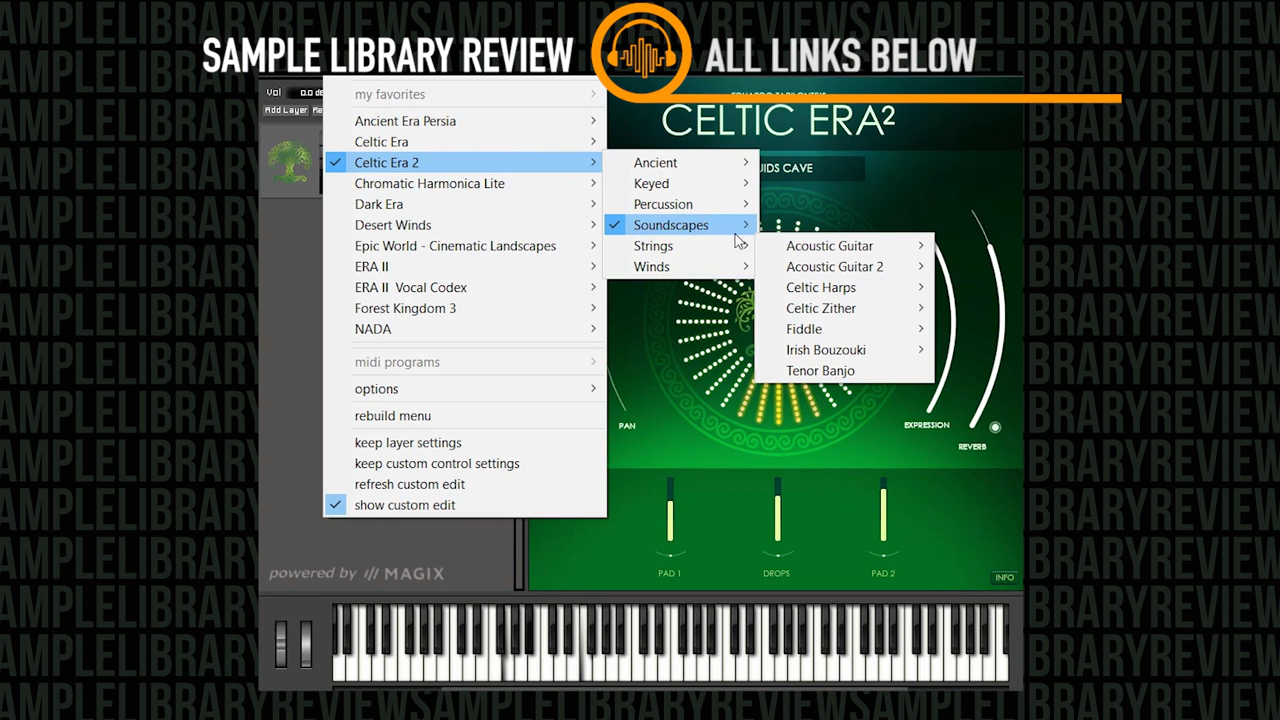 SAMPLE LIBRARY REVIEW
ALL LINKS BELOW
Vol
Add Layer
my favorites
Ancient Era Persia
Celtic Era
Celtic Era 2
Chromatic Harmonica Lite
Dark Era
Desert Winds
Epic World - Cinematic Landscapes
ERA II
ERA II Vocal Codex
Forest Kingdom 3
NADA
midi programs
options
rebuild menu
keep layer settings
keep custom control settings
refresh custom edit
show custom edit
Ancient
Keyed
Percussion
Soundscapes
Strings
Winds
Acoustic Guitar
Acoustic Guitar 2
Celtic Harps
Celtic Zither
Fiddle
Irish Bouzouki
Tenor Banjo
CELTIC ERA²
CAVE
PAN
EXPRESSION
REVERB
PAD 1
DROPS
PAD 2
INFO
powered by MAGIX